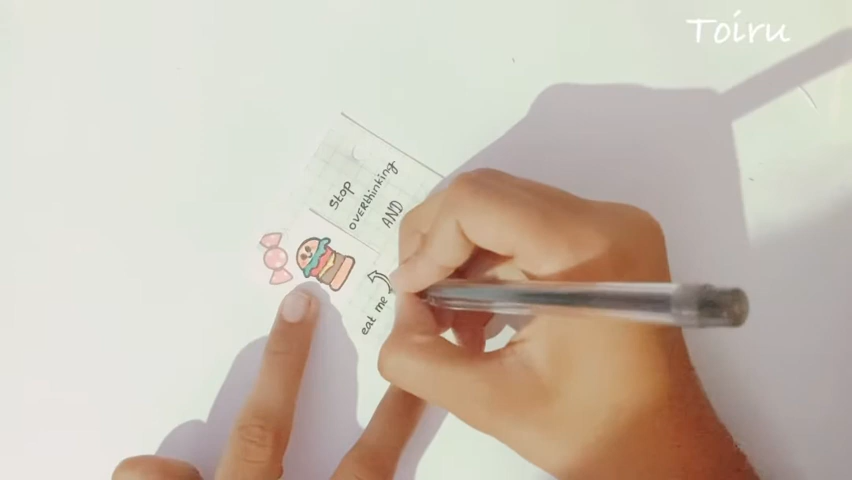 Toiru
Stop
OVERthinking
AND
eat me